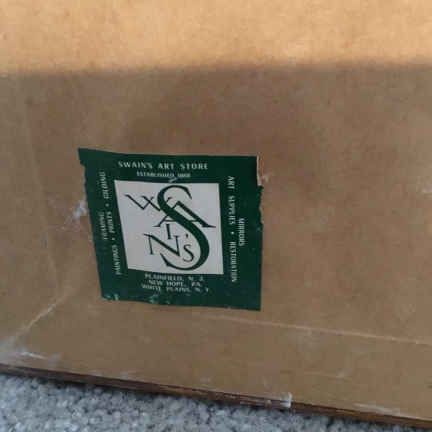 SWAIN'S ART STORE
ESTABLISHED 1868
PAINTINGS • PRINTS •
FRAMING • GILDING
SWAIN'S
ART SUPPLIES • RESTORATION
MIRRORS
PLAINFIELD, N. J.
NEW HOPE, PA.
WHITE PLAINS, N. Y.